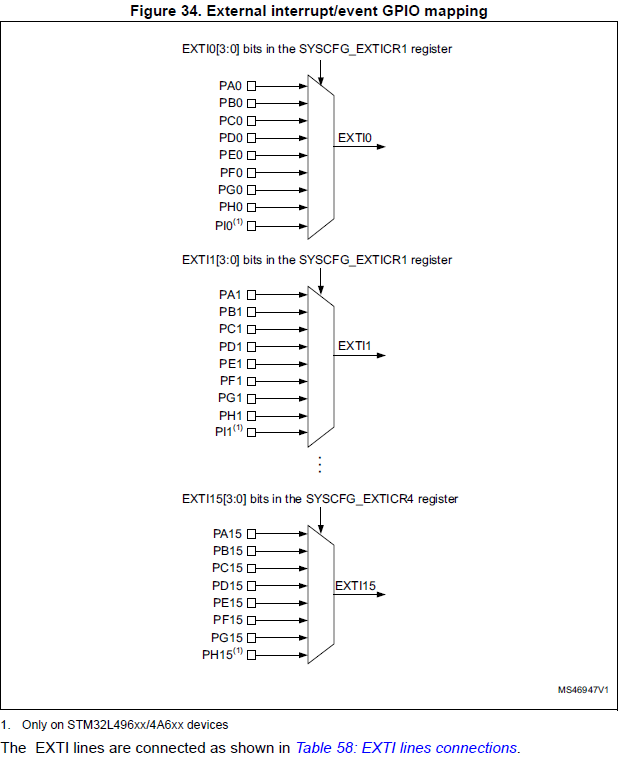 Figure 34. External interrupt/event GPIO mapping
EXTI0[3:0] bits in the SYSCFG_EXTICR1 register
PA0
PB0
PC0
PD0
PE0
PF0
PG0
PH0
PI0(1)
EXTI0
EXTI1[3:0] bits in the SYSCFG_EXTICR1 register
PA1
PB1
PC1
PD1
PE1
PF1
PG1
PH1
PI1(1)
EXTI1
EXTI15[3:0] bits in the SYSCFG_EXTICR4 register
PA15
PB15
PC15
PD15
PE15
PF15
PG15
PH15(1)
EXTI15
MS46947V1
1. Only on STM32L496xx/4A6xx devices
The EXTI lines are connected as shown in Table 58: EXTI lines connections.